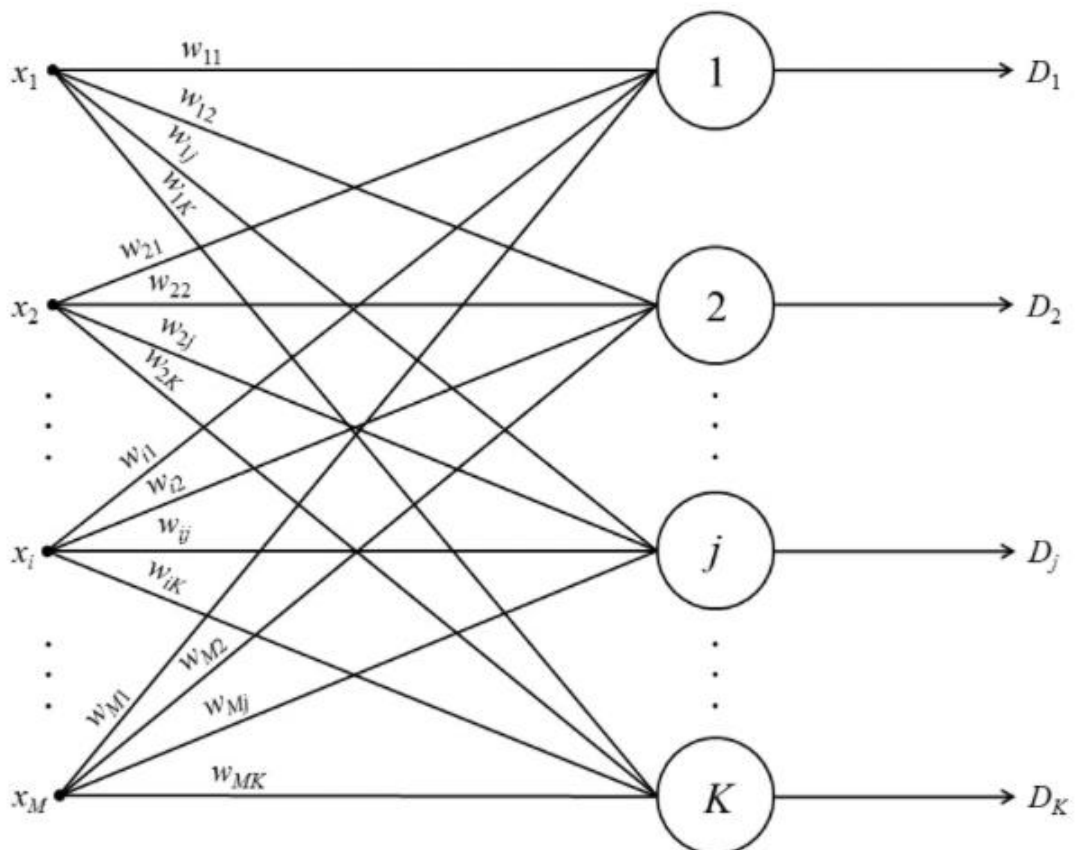 x₁ w₁₁ 1 D₁
w₁₂
w₁ⱼ
w₁K
w₂₁
x₂ w₂₂ 2 D₂
w₂ⱼ
w₂K
wᵢ₁
wᵢ₂
xᵢ wᵢⱼ j Dⱼ
wᵢK
wM2
wM1
wMj
xM wMK K DK